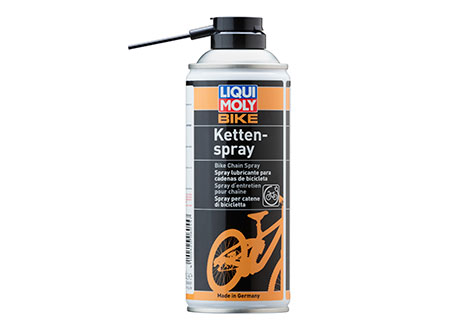 LIQUI
MOLY
BIKE
Ketten-
spray
Bike Chain Spray
Spray lubricante para
cadenas de bicicleta
Spray d'entretien
pour chaîne
Spray per catene
di bicicletta
Made in Germany